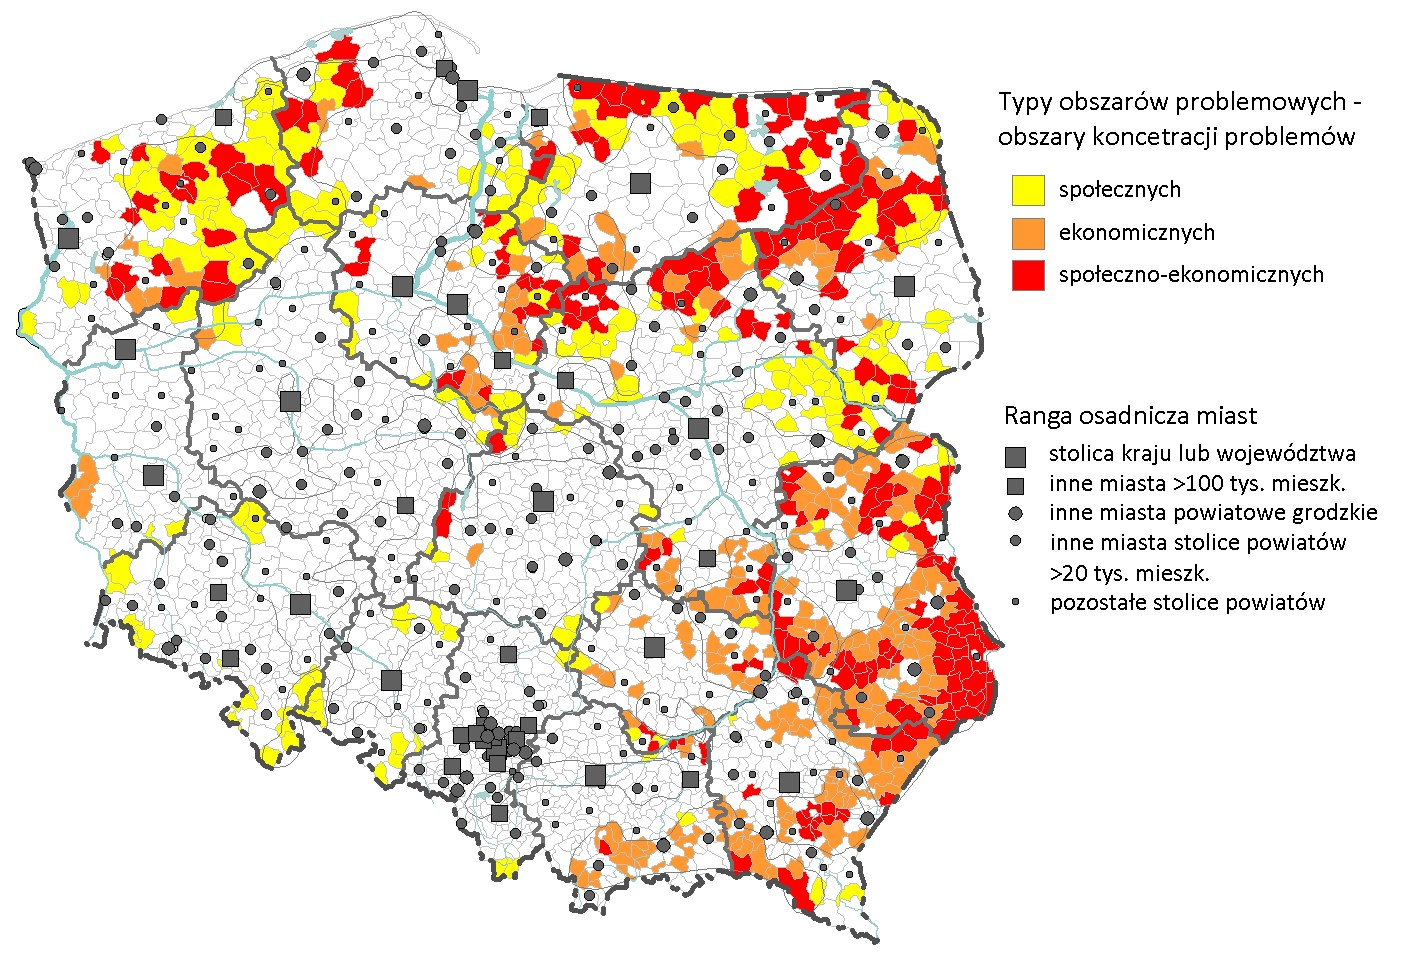 Typy obszarów problemowych -
obszary koncetracji problemów
społecznych
ekonomicznych
społeczno-ekonomicznych
Ranga osadnicza miast
stolica kraju lub województwa
inne miasta >100 tys. mieszk.
inne miasta powiatowe grodzkie
inne miasta stolice powiatów
>20 tys. mieszk.
pozostałe stolice powiatów